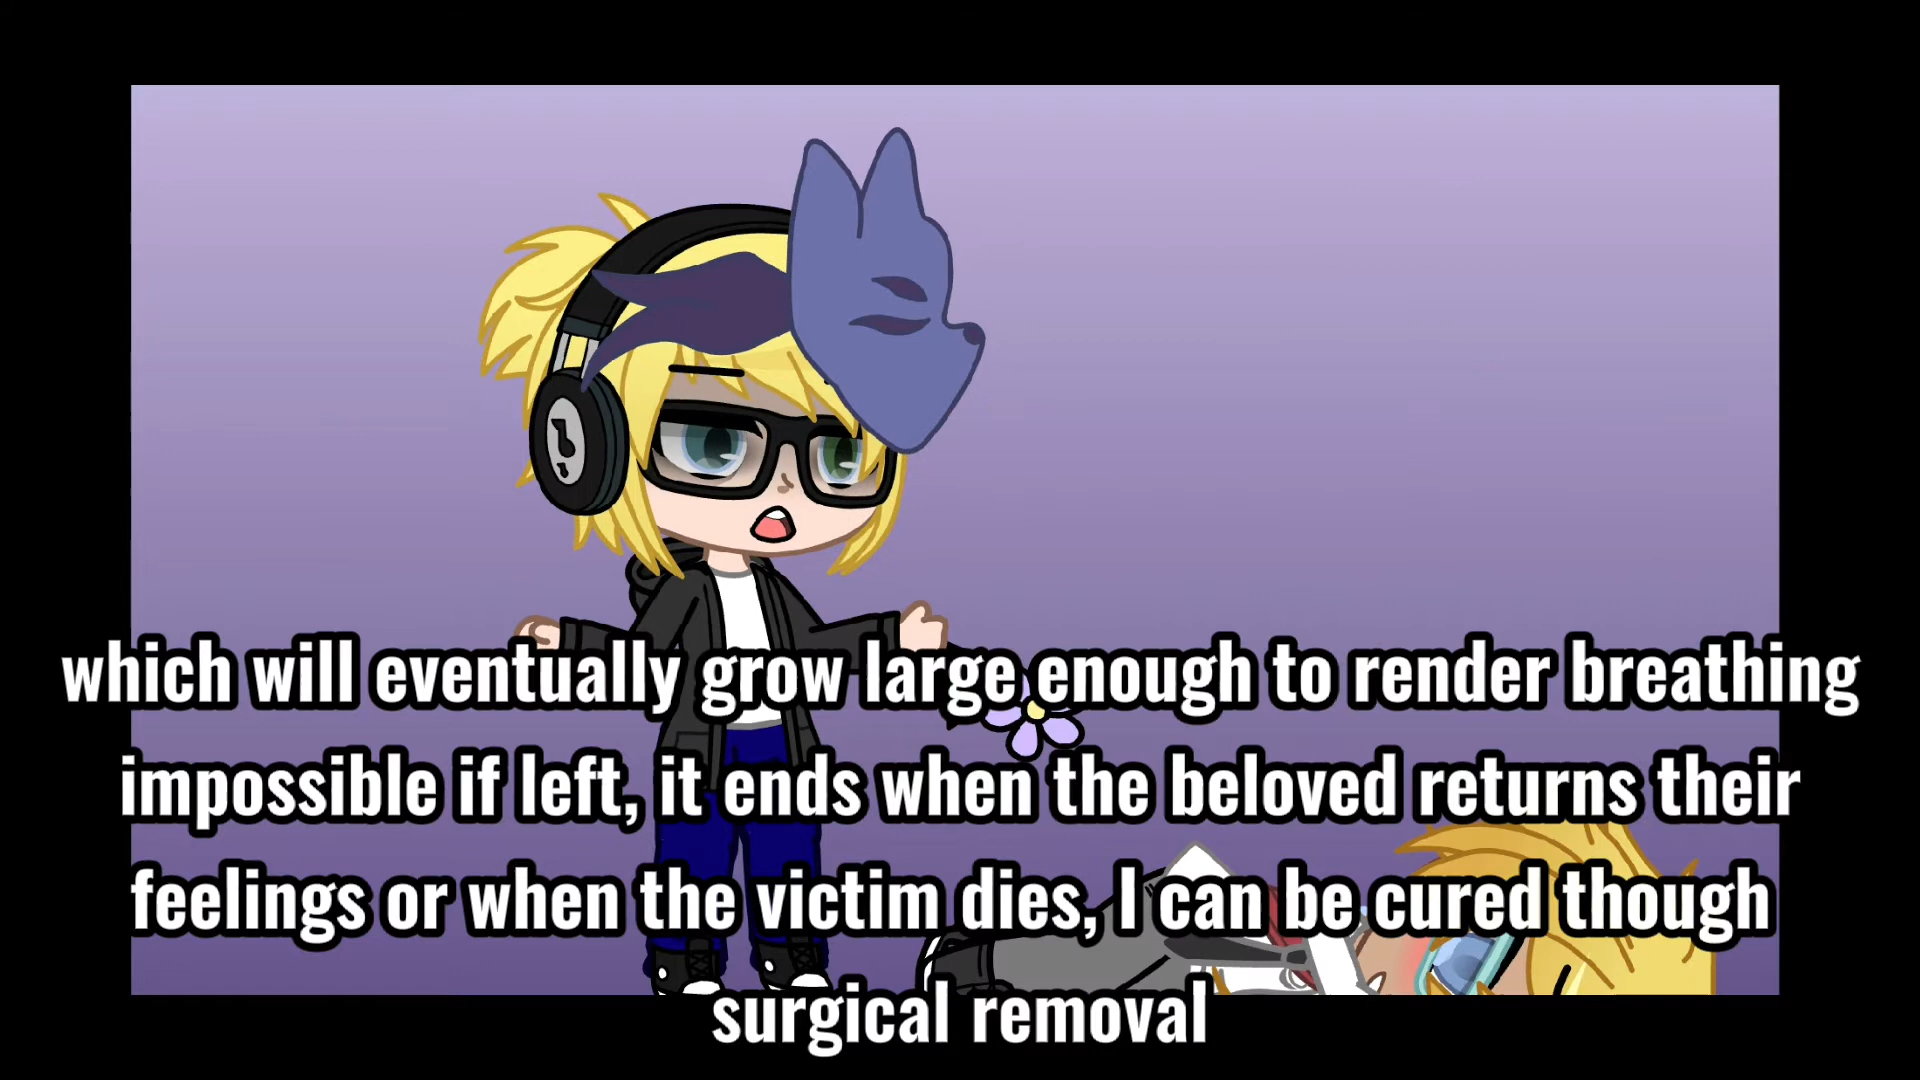 which will eventually grow large enough to render breathing
impossible if left, it ends when the beloved returns their
feelings or when the victim dies, I can be cured though
surgical removal